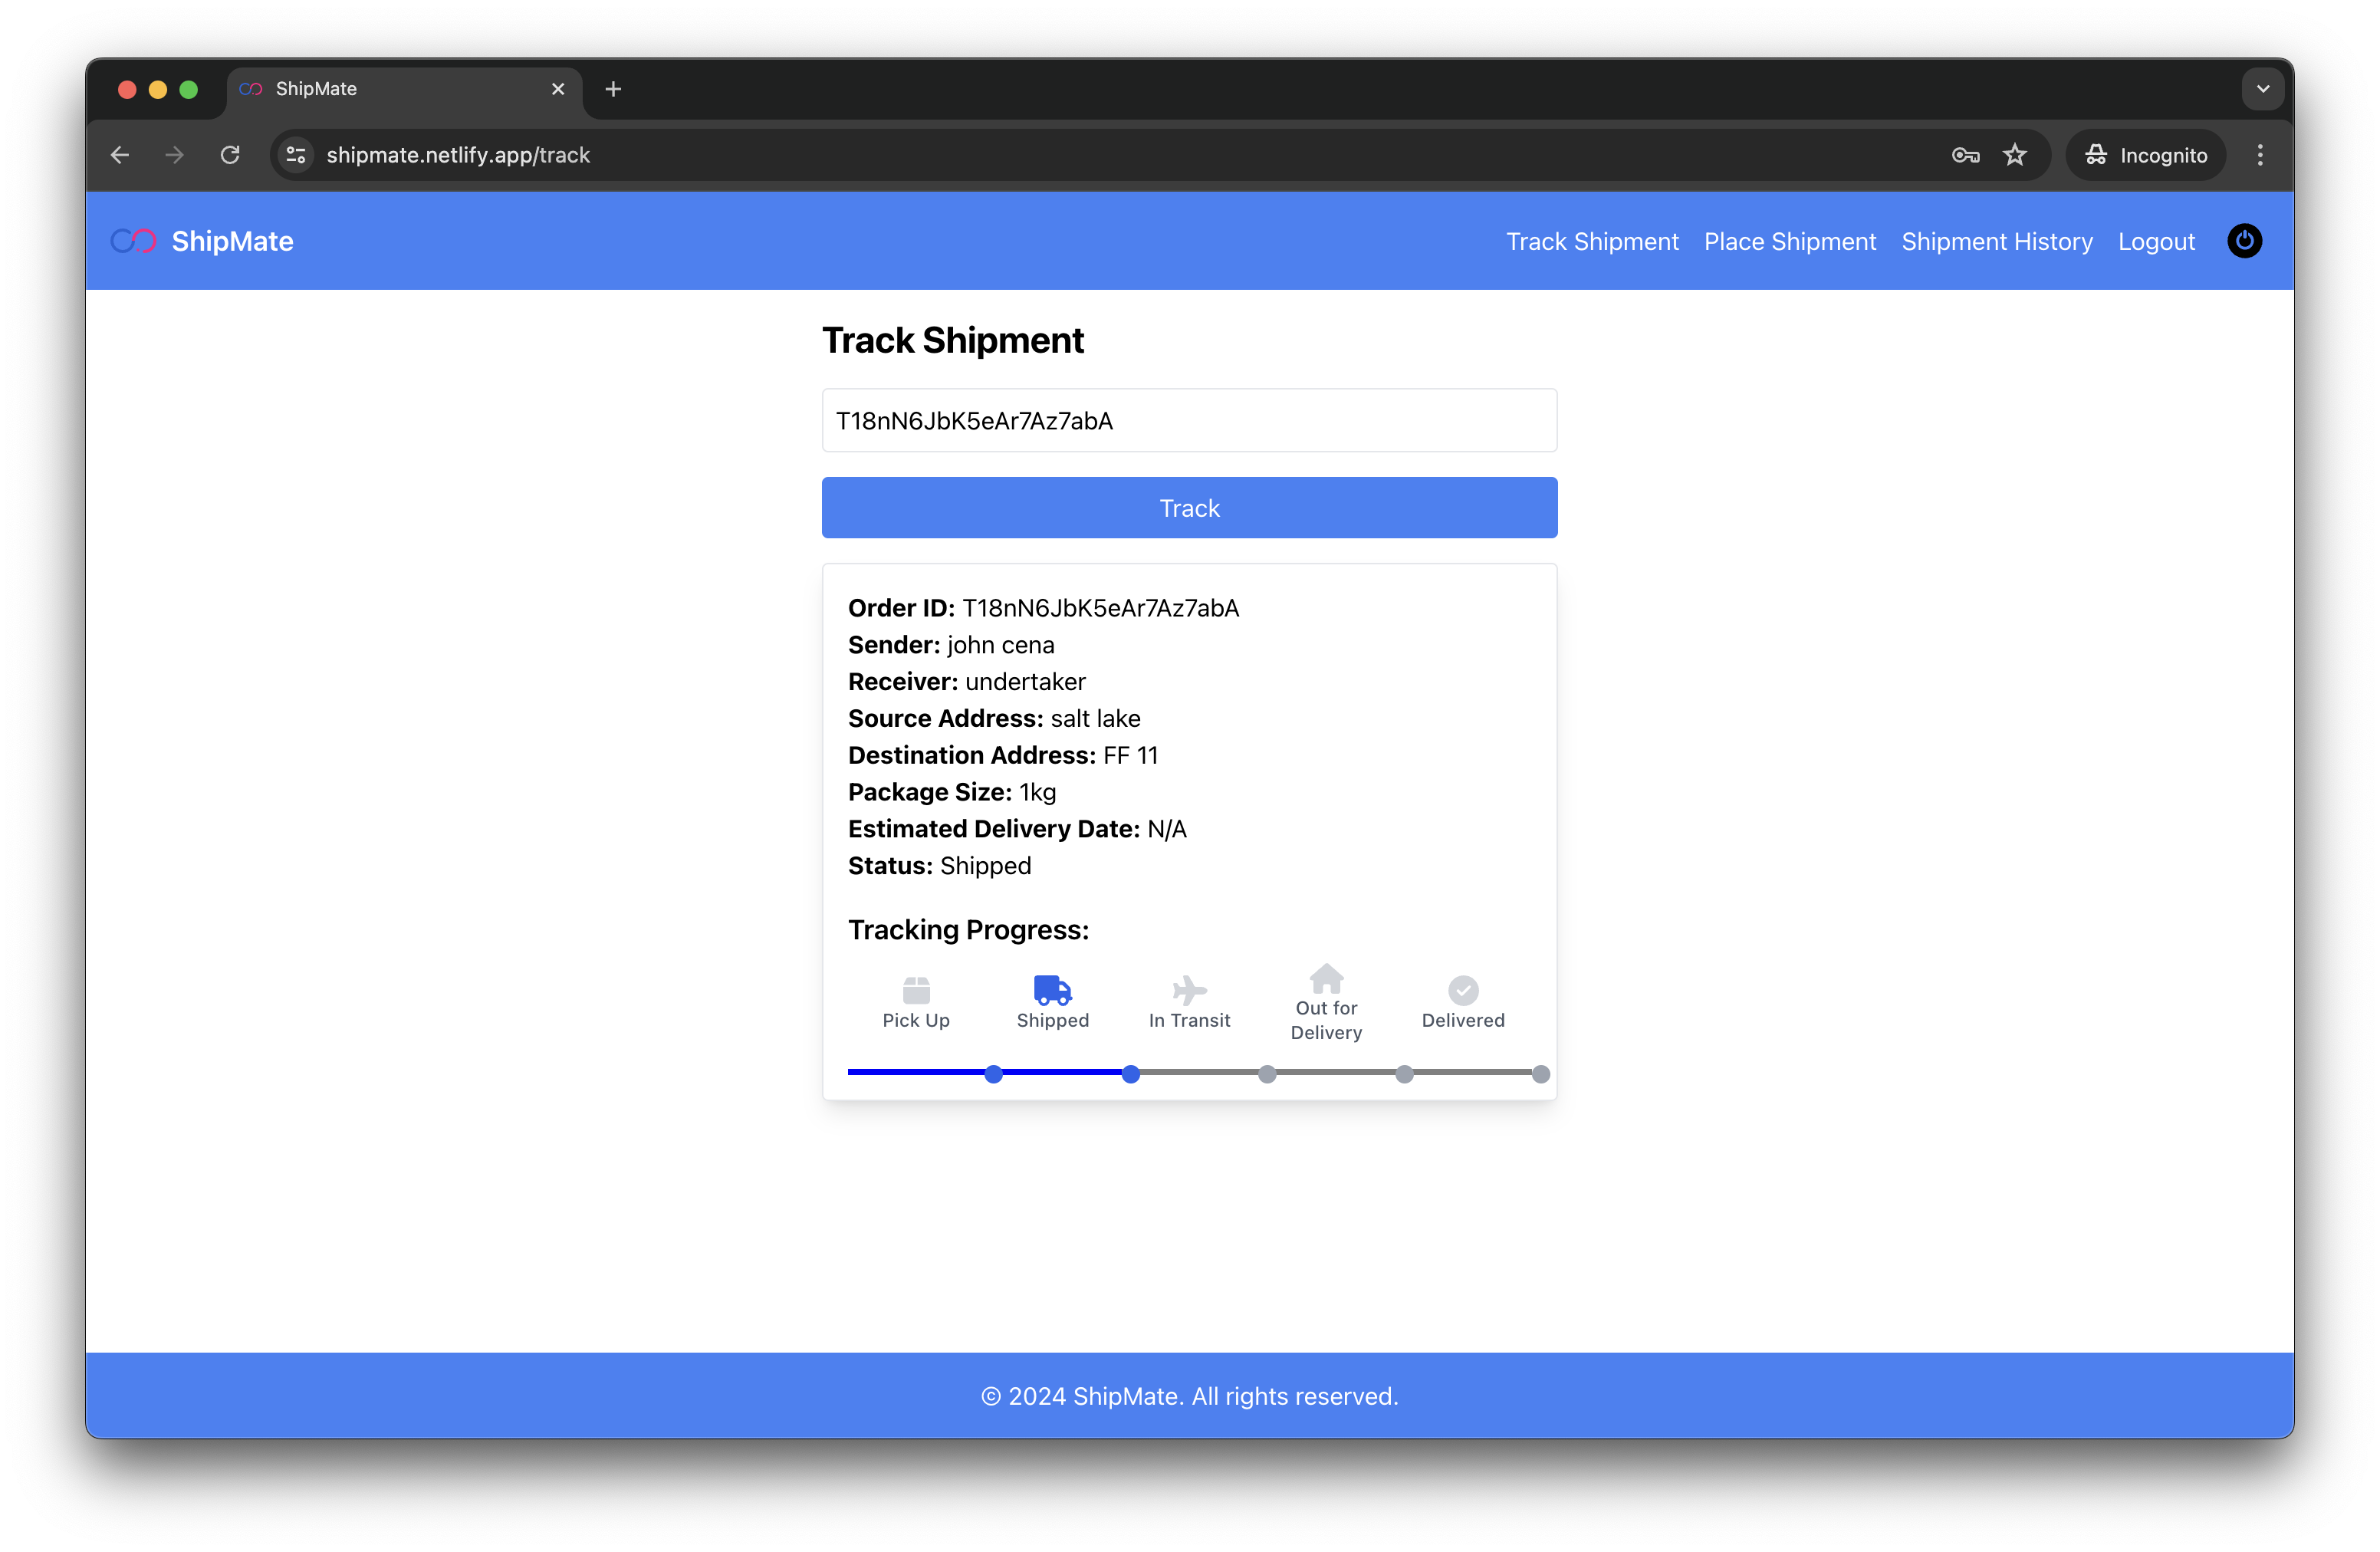 ShipMate
shipmate.netlify.app/track
Incognito
ShipMate
Track Shipment Place Shipment Shipment History Logout
Track Shipment
T18nN6JbK5eAr7Az7abA
Track
Order ID: T18nN6JbK5eAr7Az7abA
Sender: john cena
Receiver: undertaker
Source Address: salt lake
Destination Address: FF 11
Package Size: 1kg
Estimated Delivery Date: N/A
Status: Shipped
Tracking Progress:
Pick Up
Shipped
In Transit
Out for
Delivery
Delivered
© 2024 ShipMate. All rights reserved.